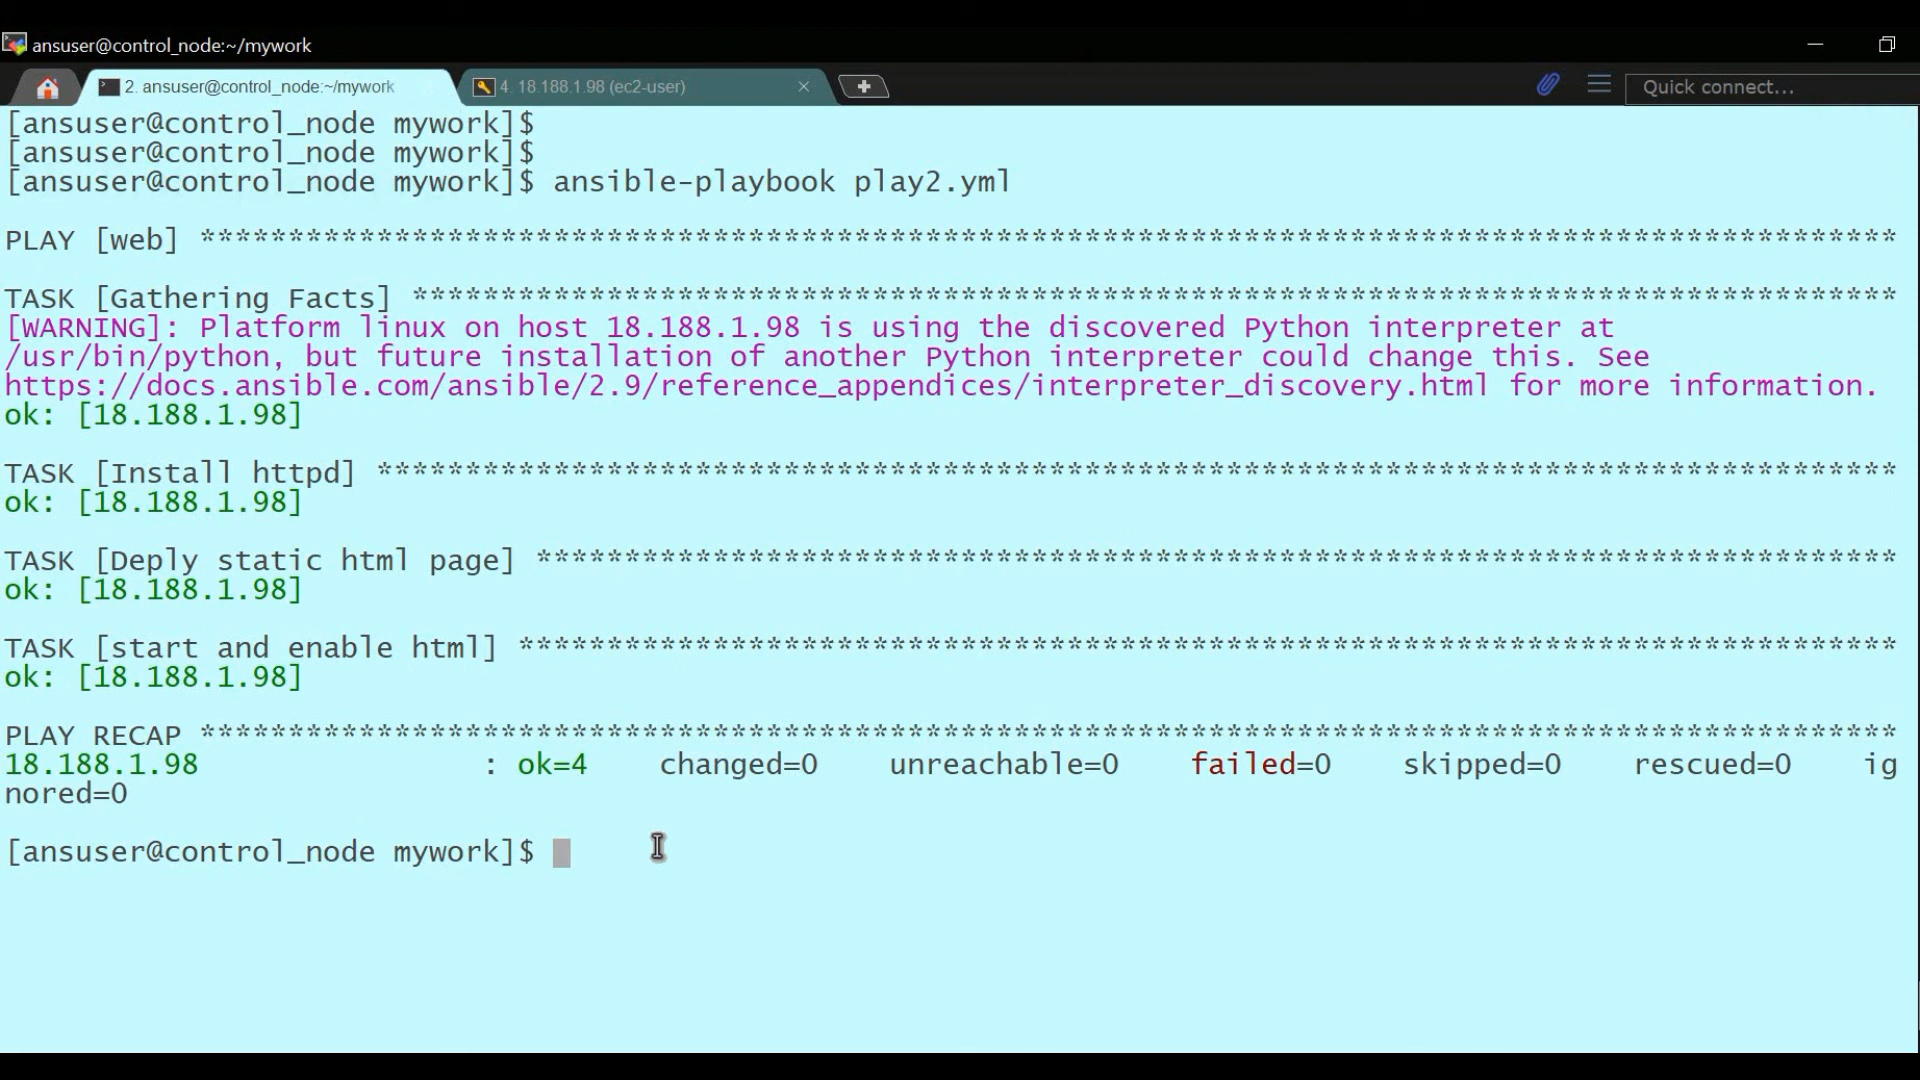 ansuser@control_node:~/mywork
2. ansuser@control_node:~/mywork
4. 18.188.1.98 (ec2-user)
Quick connect...
[ansuser@control_node mywork]$
[ansuser@control_node mywork]$
[ansuser@control_node mywork]$ ansible-playbook play2.yml
PLAY [web] ************************************************************************************************
TASK [Gathering Facts] ************************************************************************************
[WARNING]: Platform linux on host 18.188.1.98 is using the discovered Python interpreter at
/usr/bin/python, but future installation of another Python interpreter could change this. See
https://docs.ansible.com/ansible/2.9/reference_appendices/interpreter_discovery.html for more information.
ok: [18.188.1.98]
TASK [Install httpd] **************************************************************************************
ok: [18.188.1.98]
TASK [Deply static html page] *****************************************************************************
ok: [18.188.1.98]
TASK [start and enable html] ******************************************************************************
ok: [18.188.1.98]
PLAY RECAP ************************************************************************************************
18.188.1.98                : ok=4    changed=0    unreachable=0    failed=0    skipped=0    rescued=0    ig
nored=0
[ansuser@control_node mywork]$